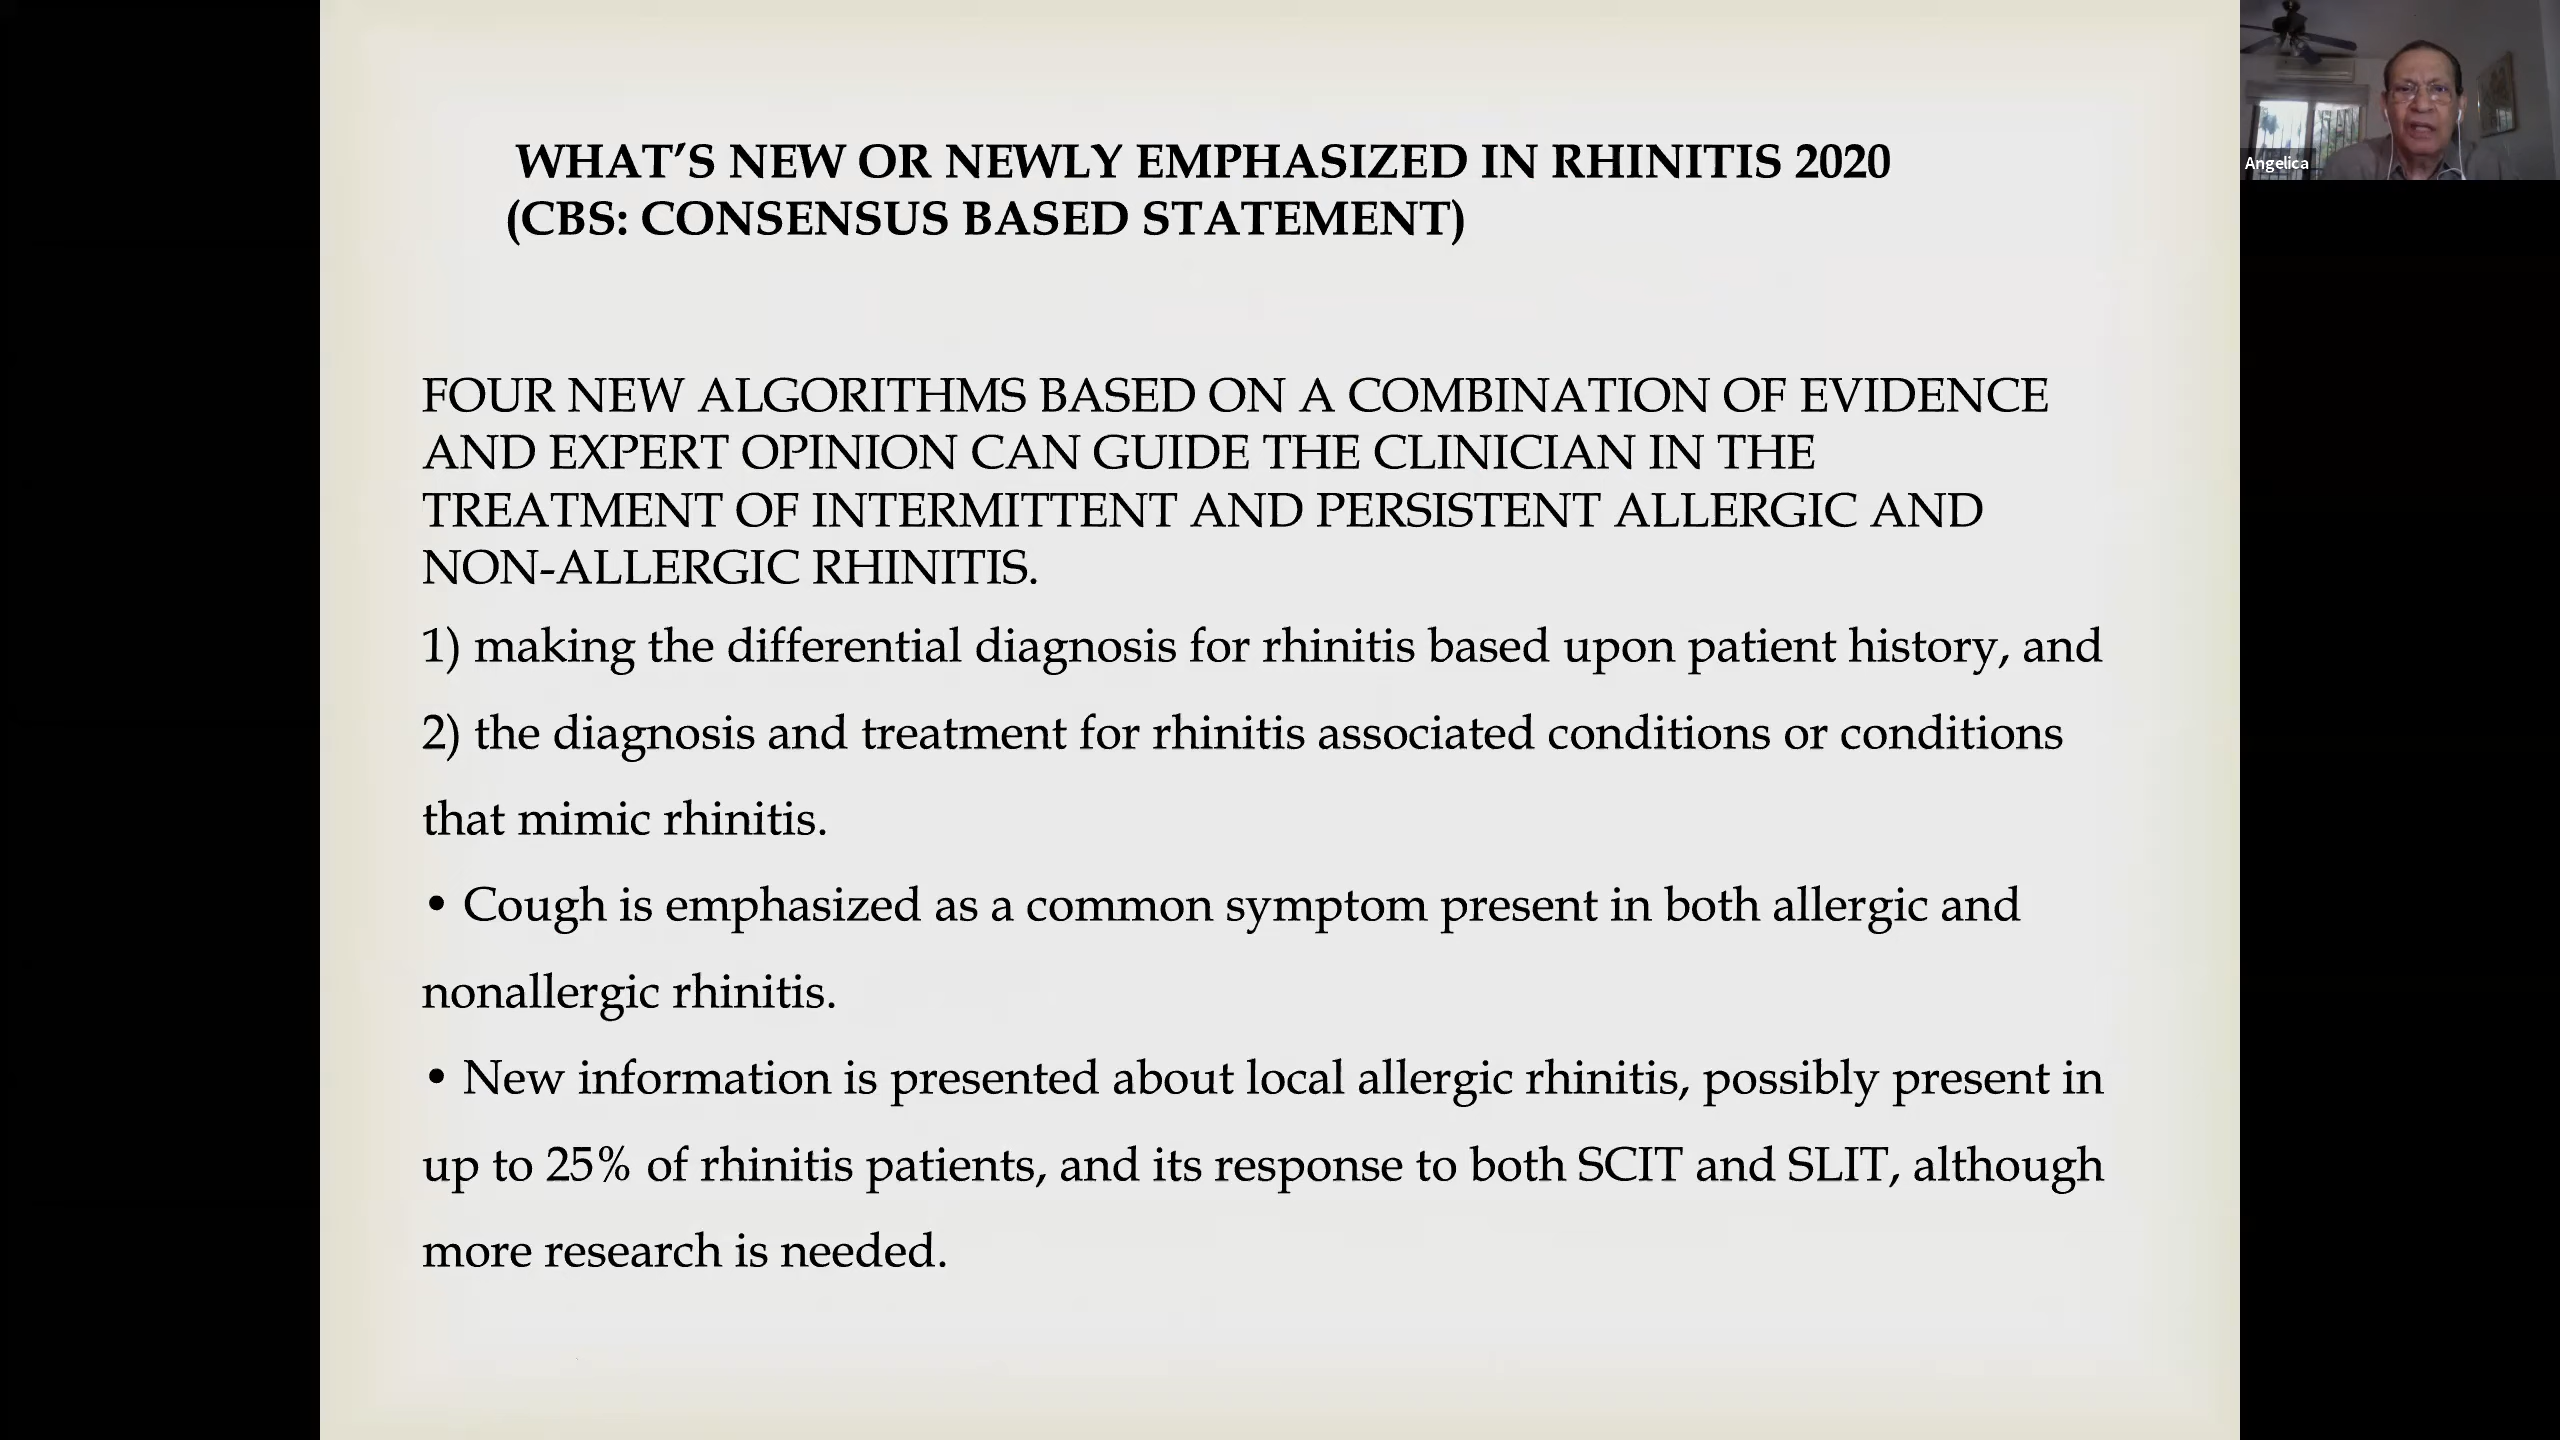 WHAT’S NEW OR NEWLY EMPHASIZED IN RHINITIS 2020
(CBS: CONSENSUS BASED STATEMENT)
FOUR NEW ALGORITHMS BASED ON A COMBINATION OF EVIDENCE
AND EXPERT OPINION CAN GUIDE THE CLINICIAN IN THE
TREATMENT OF INTERMITTENT AND PERSISTENT ALLERGIC AND
NON-ALLERGIC RHINITIS.
1) making the differential diagnosis for rhinitis based upon patient history, and
2) the diagnosis and treatment for rhinitis associated conditions or conditions
that mimic rhinitis.
• Cough is emphasized as a common symptom present in both allergic and
nonallergic rhinitis.
• New information is presented about local allergic rhinitis, possibly present in
up to 25% of rhinitis patients, and its response to both SCIT and SLIT, although
more research is needed.
Angelica